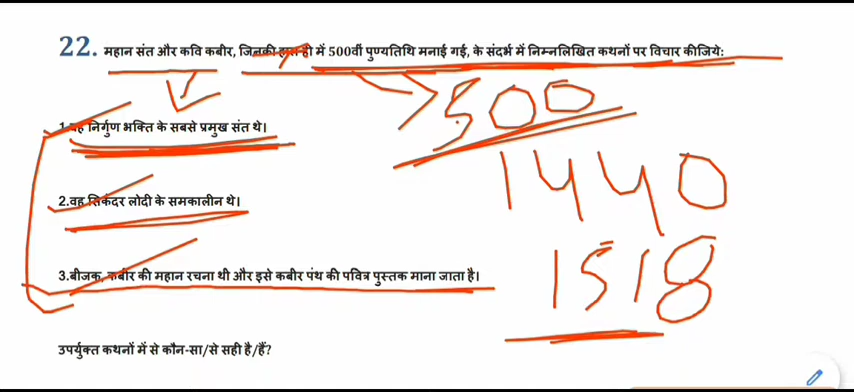 22. महान संत और कवि कबीर, जिनकी हाल ही में 500वीं पुण्यतिथि मनाई गई, के संदर्भ में निम्नलिखित कथनों पर विचार कीजिये:
500
1.वह निर्गुण भक्ति के सबसे प्रमुख संत थे।
1440
2.वह सिकंदर लोदी के समकालीन थे।
1518
3.बीजक, कबीर की महान रचना थी और इसे कबीर पंथ की पवित्र पुस्तक माना जाता है।
उपर्युक्त कथनों में से कौन-सा/से सही है/हैं?